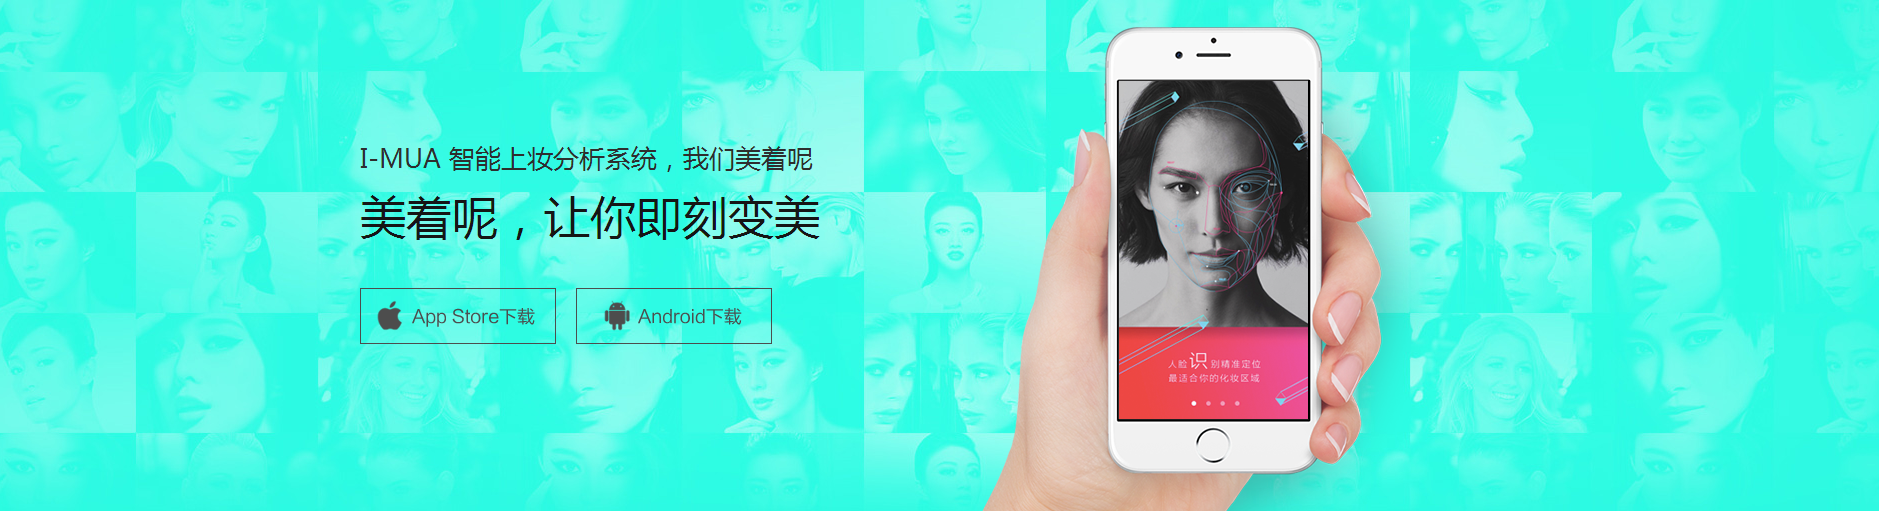 I-MUA 智能上妆分析系统，我们美着呢
美着呢，让你即刻变美
App Store下载
Android下载
人脸识别精准定位
最适合你的化妆区域